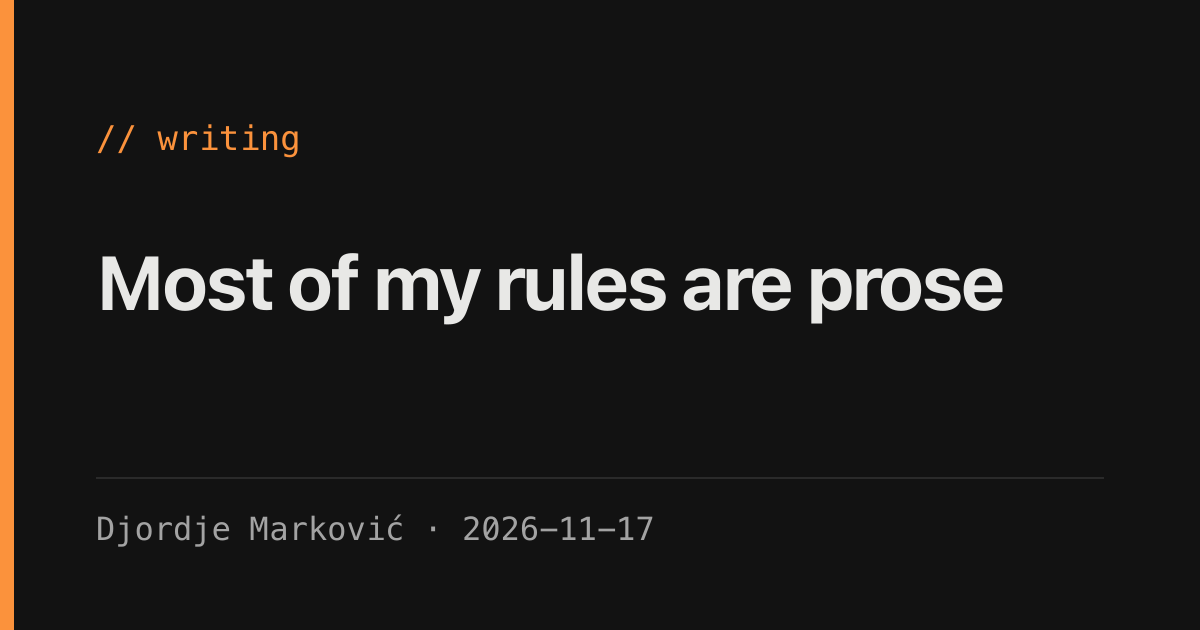 // writing
Most of my rules are prose
Djordje Marković · 2026–11–17